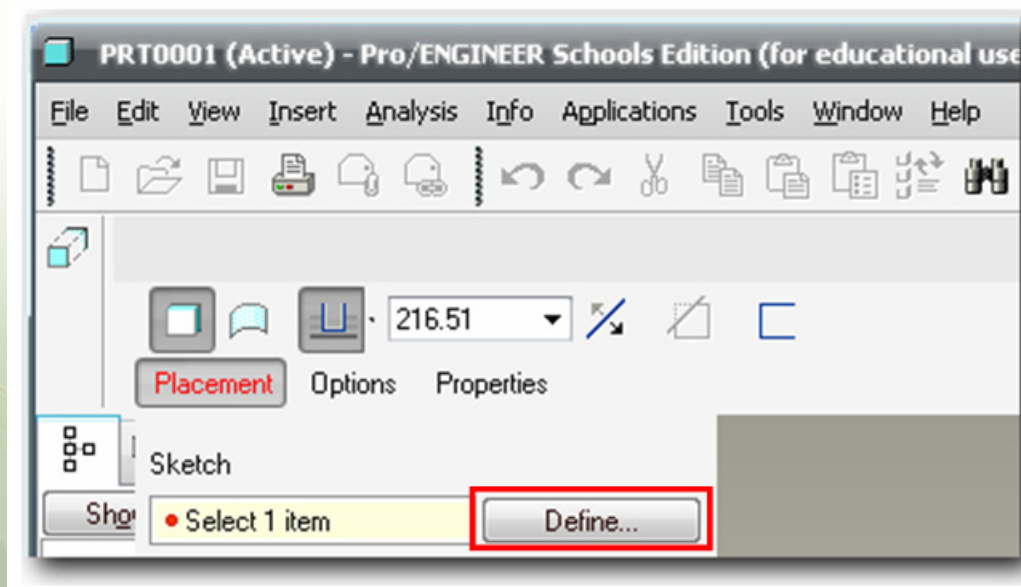 PRT0001 (Active) - Pro/ENGINEER Schools Edition (for educational use
File Edit View Insert Analysis Info Applications Tools Window Help
216.51
Placement Options Properties
Sketch
Sho
Select 1 item Define...